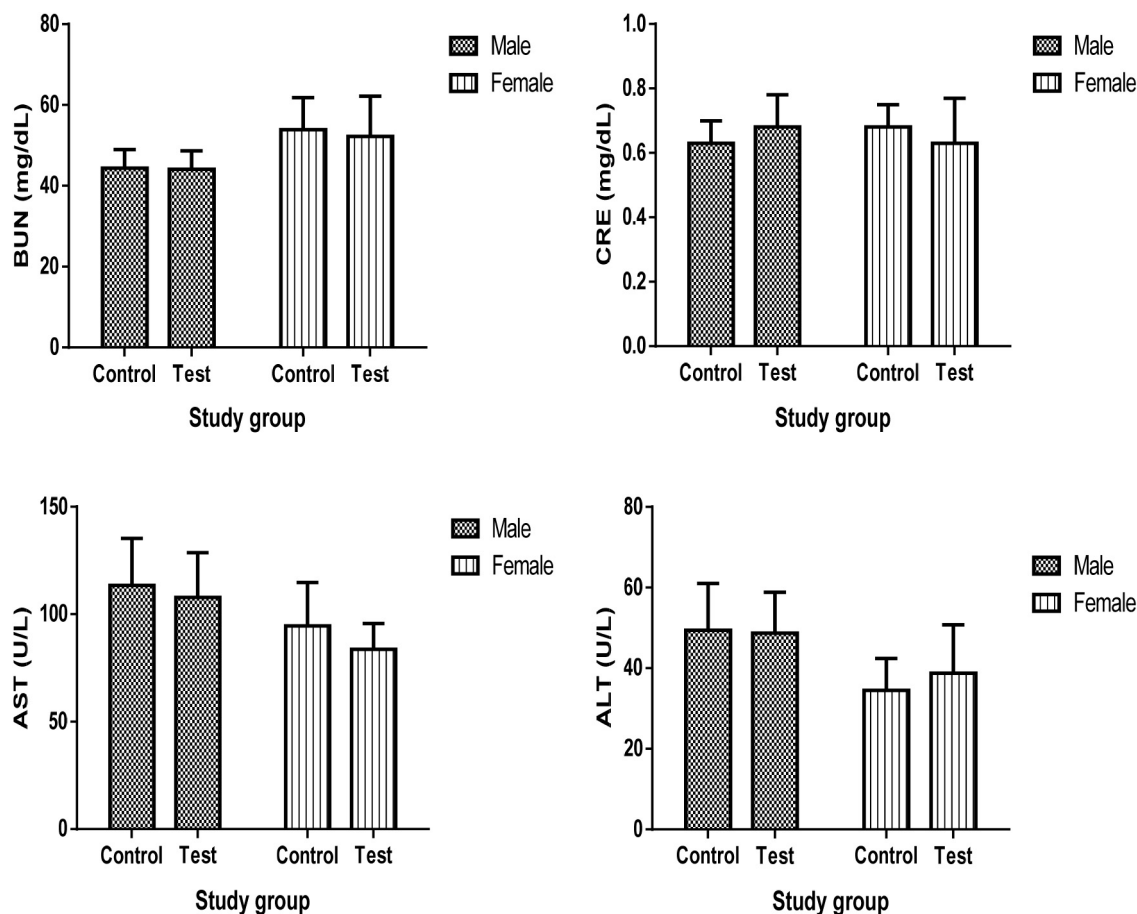 BUN (mg/dL)
80
60
40
20
0
Male
Female
Control Test Control Test
Study group
CRE (mg/dL)
1.0
0.8
0.6
0.4
0.2
0.0
Male
Female
Control Test Control Test
Study group
AST (U/L)
150
100
50
0
Male
Female
Control Test Control Test
Study group
ALT (U/L)
80
60
40
20
0
Male
Female
Control Test Control Test
Study group